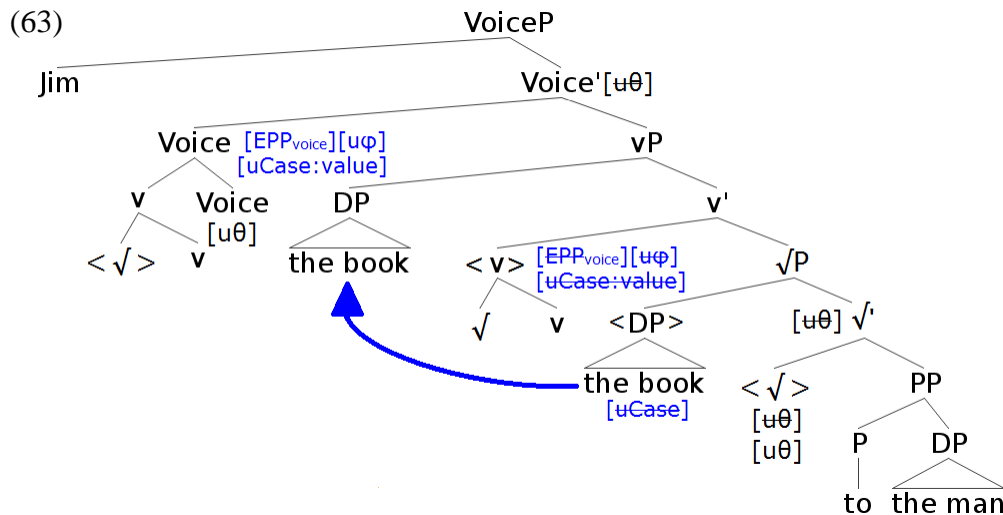 (63)
VoiceP
Jim
Voice'[uθ]
Voice [EPPvoice][uφ]
[uCase:value]
vP
v
Voice
[uθ]
DP
v'
<√>
v
the book
<v>
[EPPvoice][uφ]
[uCase:value]
√P
√
v
<DP>
[uθ] √'
the book
[uCase]
<√>
[uθ]
[uθ]
PP
P
DP
to
the man